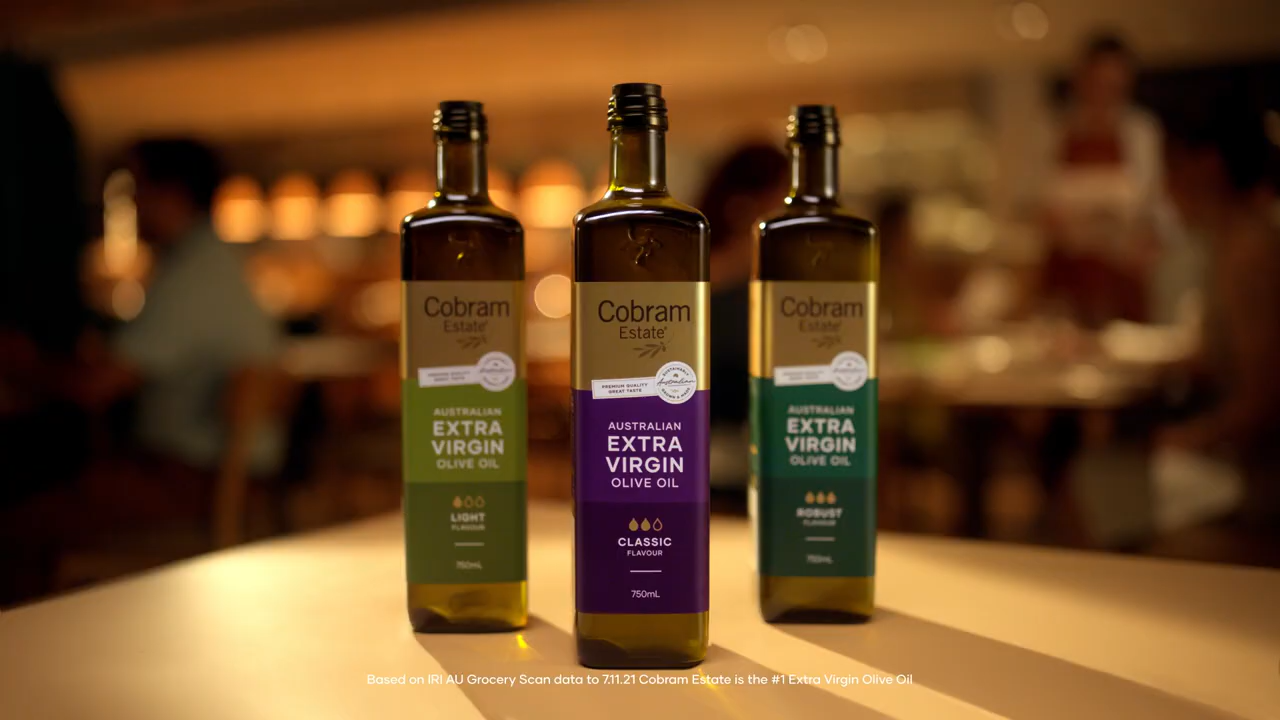 Cobram
Estate
AUSTRALIAN
EXTRA
VIRGIN
OLIVE OIL
LIGHT
FLAVOUR
750mL
Cobram
Estate
PREMIUM QUALITY
GREAT TASTE
Australian
AUSTRALIAN
EXTRA
VIRGIN
OLIVE OIL
CLASSIC
FLAVOUR
750mL
Cobram
Estate
AUSTRALIAN
EXTRA
VIRGIN
OLIVE OIL
ROBUST
FLAVOUR
750mL
Based on IRI AU Grocery Scan data to 7.11.21 Cobram Estate is the #1 Extra Virgin Olive Oil